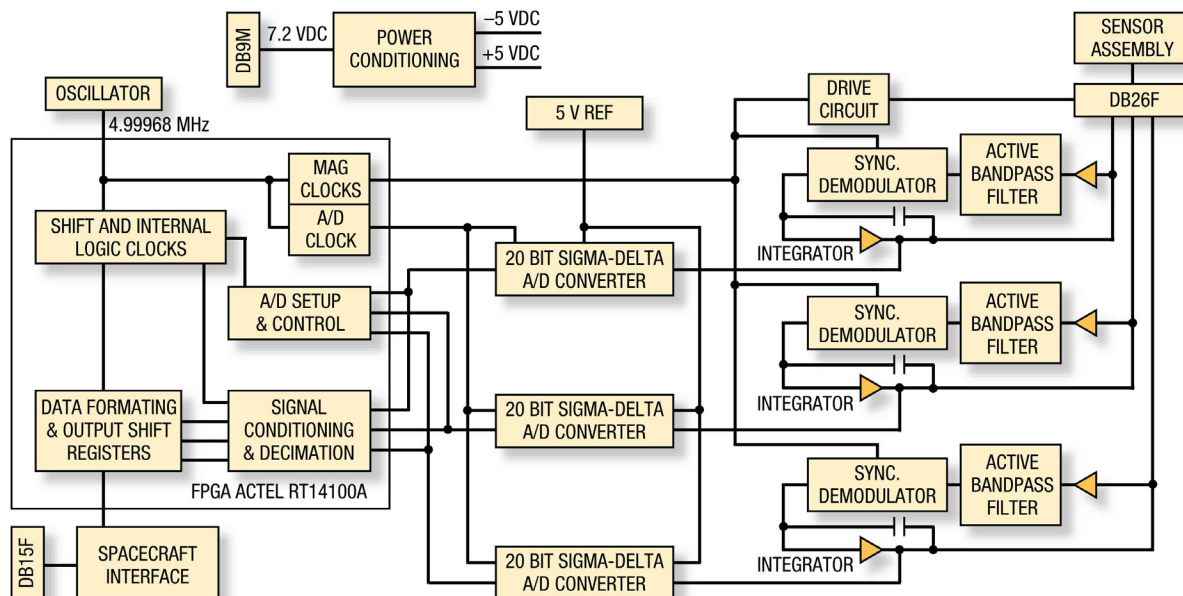 DB9M
7.2 VDC
POWER
CONDITIONING
–5 VDC
+5 VDC
SENSOR
ASSEMBLY
OSCILLATOR
4.99968 MHz
5 V REF
DRIVE
CIRCUIT
DB26F
MAG
CLOCKS
A/D
CLOCK
SHIFT AND INTERNAL
LOGIC CLOCKS
SYNC.
DEMODULATOR
ACTIVE
BANDPASS
FILTER
INTEGRATOR
20 BIT SIGMA-DELTA
A/D CONVERTER
A/D SETUP
& CONTROL
SYNC.
DEMODULATOR
ACTIVE
BANDPASS
FILTER
INTEGRATOR
DATA FORMATING
& OUTPUT SHIFT
REGISTERS
SIGNAL
CONDITIONING
& DECIMATION
20 BIT SIGMA-DELTA
A/D CONVERTER
FPGA ACTEL RT14100A
SYNC.
DEMODULATOR
ACTIVE
BANDPASS
FILTER
INTEGRATOR
DB15F
SPACECRAFT
INTERFACE
20 BIT SIGMA-DELTA
A/D CONVERTER